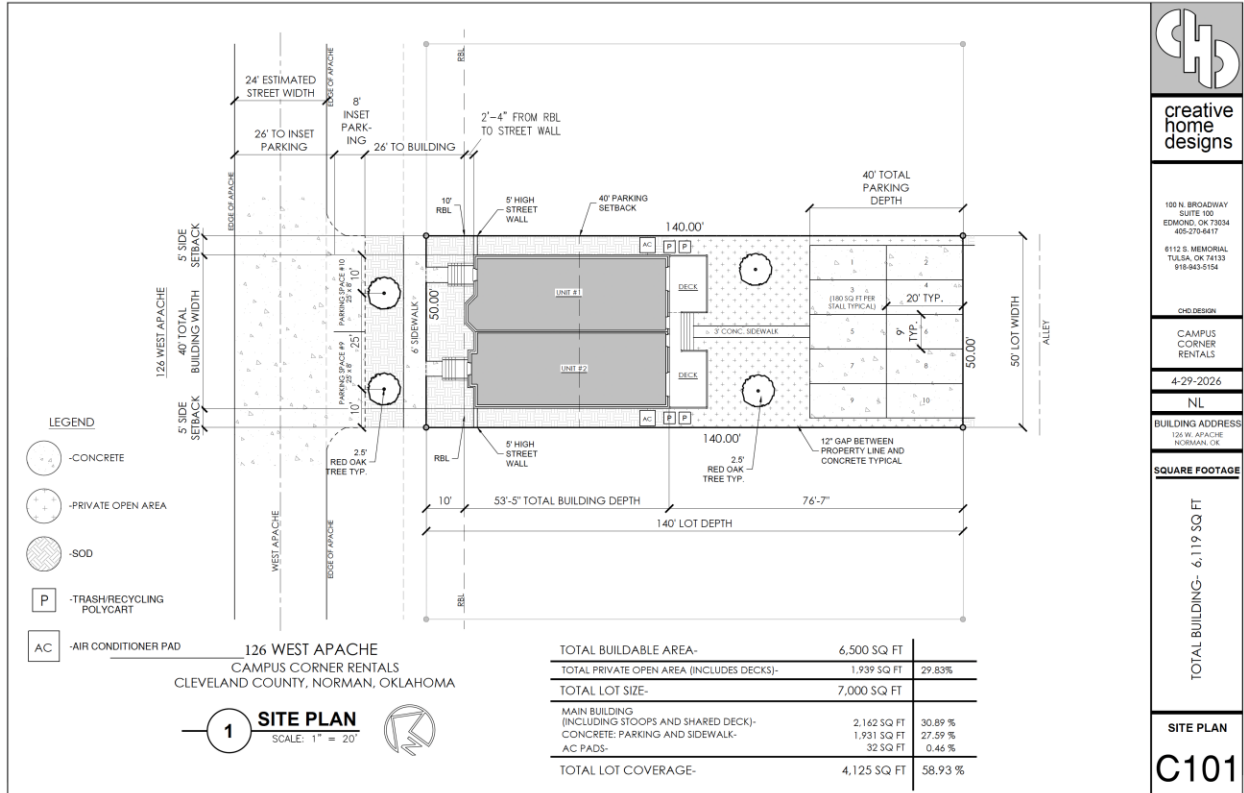 24' ESTIMATED
STREET WIDTH
EDGE OF APACHE
8'
INSET
PARK-
ING
26' TO INSET
PARKING
26' TO BUILDING
RBL
2'-4" FROM RBL
TO STREET WALL
40' TOTAL
PARKING
DEPTH
EDGE OF APACHE
10'
RBL
5' HIGH
STREET
WALL
40' PARKING
SETBACK
140.00'
5' SIDE
SETBACK
AC
P
P
126 WEST APACHE
40' TOTAL
BUILDING WIDTH
10'
PARKING SPACE #10
25' X 8'
25'
PARKING SPACE #9
25' X 8'
10'
6' SIDEWALK
50.00'
UNIT #1
UNIT #2
DECK
DECK
3' CONC. SIDEWALK
1
2
3
(180 SQ FT PER
STALL TYPICAL)
4
20' TYP.
5
6
9'
TYP.
7
8
9
10
50.00'
50' LOT WIDTH
ALLEY
5' SIDE
SETBACK
AC
P
P
140.00'
RBL
5' HIGH
STREET
WALL
2.5'
RED OAK
TREE TYP.
2.5'
RED OAK
TREE TYP.
12" GAP BETWEEN
PROPERTY LINE AND
CONCRETE TYPICAL
10'
53'-5" TOTAL BUILDING DEPTH
76'-7"
140' LOT DEPTH
WEST APACHE
EDGE OF APACHE
EDGE OF APACHE
RBL
LEGEND
-CONCRETE
-PRIVATE OPEN AREA
-SOD
P
-TRASH/RECYCLING
POLYCART
AC
-AIR CONDITIONER PAD
126 WEST APACHE
CAMPUS CORNER RENTALS
CLEVELAND COUNTY, NORMAN, OKLAHOMA
1
SITE PLAN
SCALE: 1" = 20'
N
TOTAL BUILDABLE AREA- 6,500 SQ FT
TOTAL PRIVATE OPEN AREA (INCLUDES DECKS)- 1,939 SQ FT 29.83%
TOTAL LOT SIZE- 7,000 SQ FT
MAIN BUILDING
(INCLUDING STOOPS AND SHARED DECK)- 2,162 SQ FT 30.89 %
CONCRETE: PARKING AND SIDEWALK- 1,931 SQ FT 27.59 %
AC PADS- 32 SQ FT 0.46 %
TOTAL LOT COVERAGE- 4,125 SQ FT 58.93 %
CHD
creative
home
designs
100 N. BROADWAY
SUITE 100
EDMOND, OK 73034
405-270-6417
6112 S. MEMORIAL
TULSA, OK 74133
918-943-5154
CHD.DESIGN
CAMPUS
CORNER
RENTALS
4-29-2026
NL
BUILDING ADDRESS
126 W. APACHE
NORMAN, OK
SQUARE FOOTAGE
TOTAL BUILDING- 6,119 SQ FT
SITE PLAN
C101